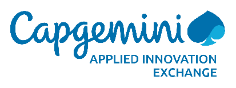 Capgemini
APPLIED INNOVATION
EXCHANGE